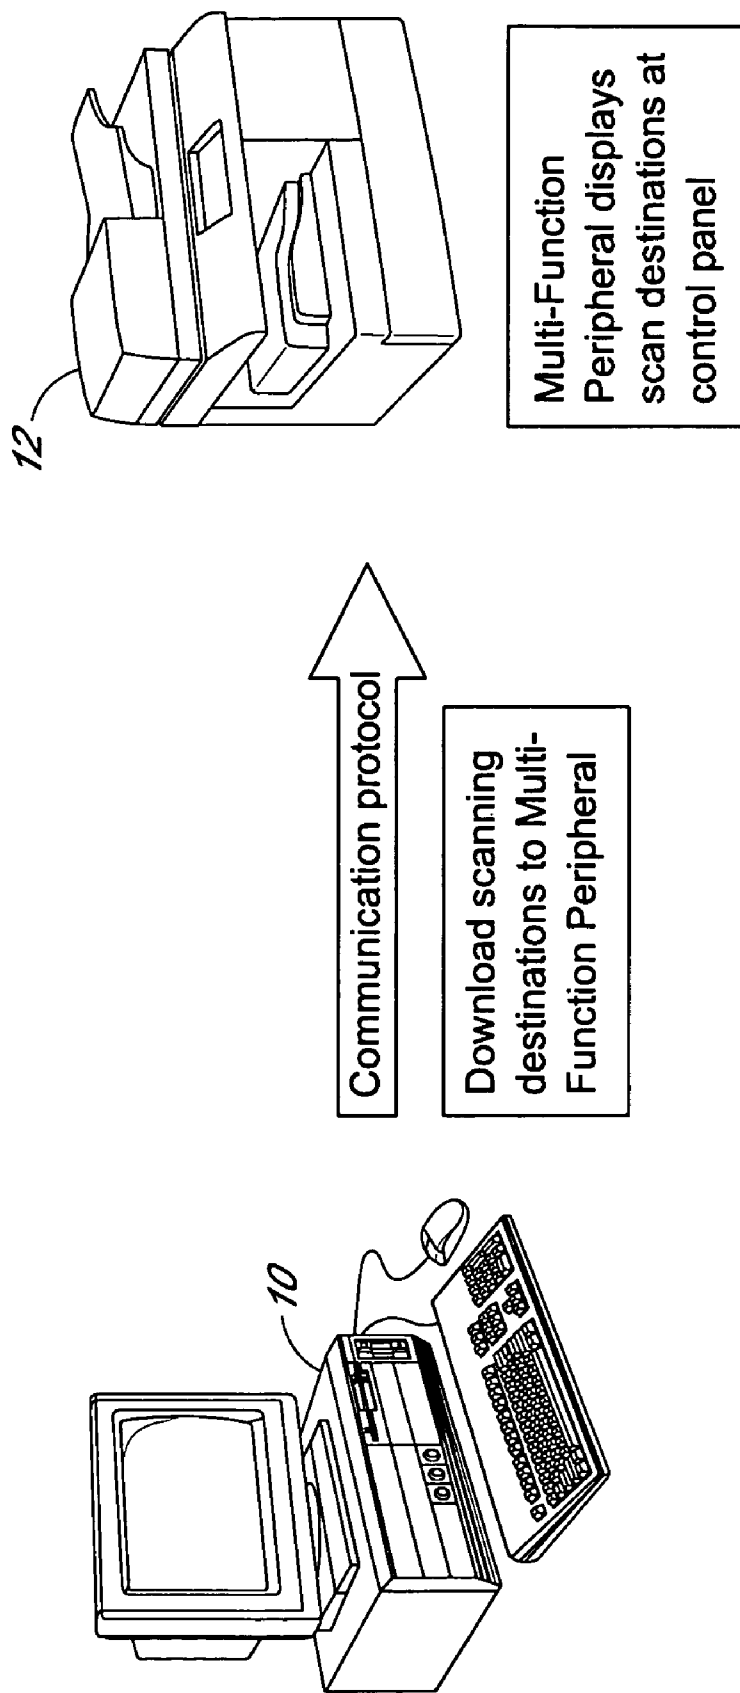 10
Communication protocol
Download scanning
destinations to Multi-
Function Peripheral
12
Multi-Function
Peripheral displays
scan destinations at
control panel